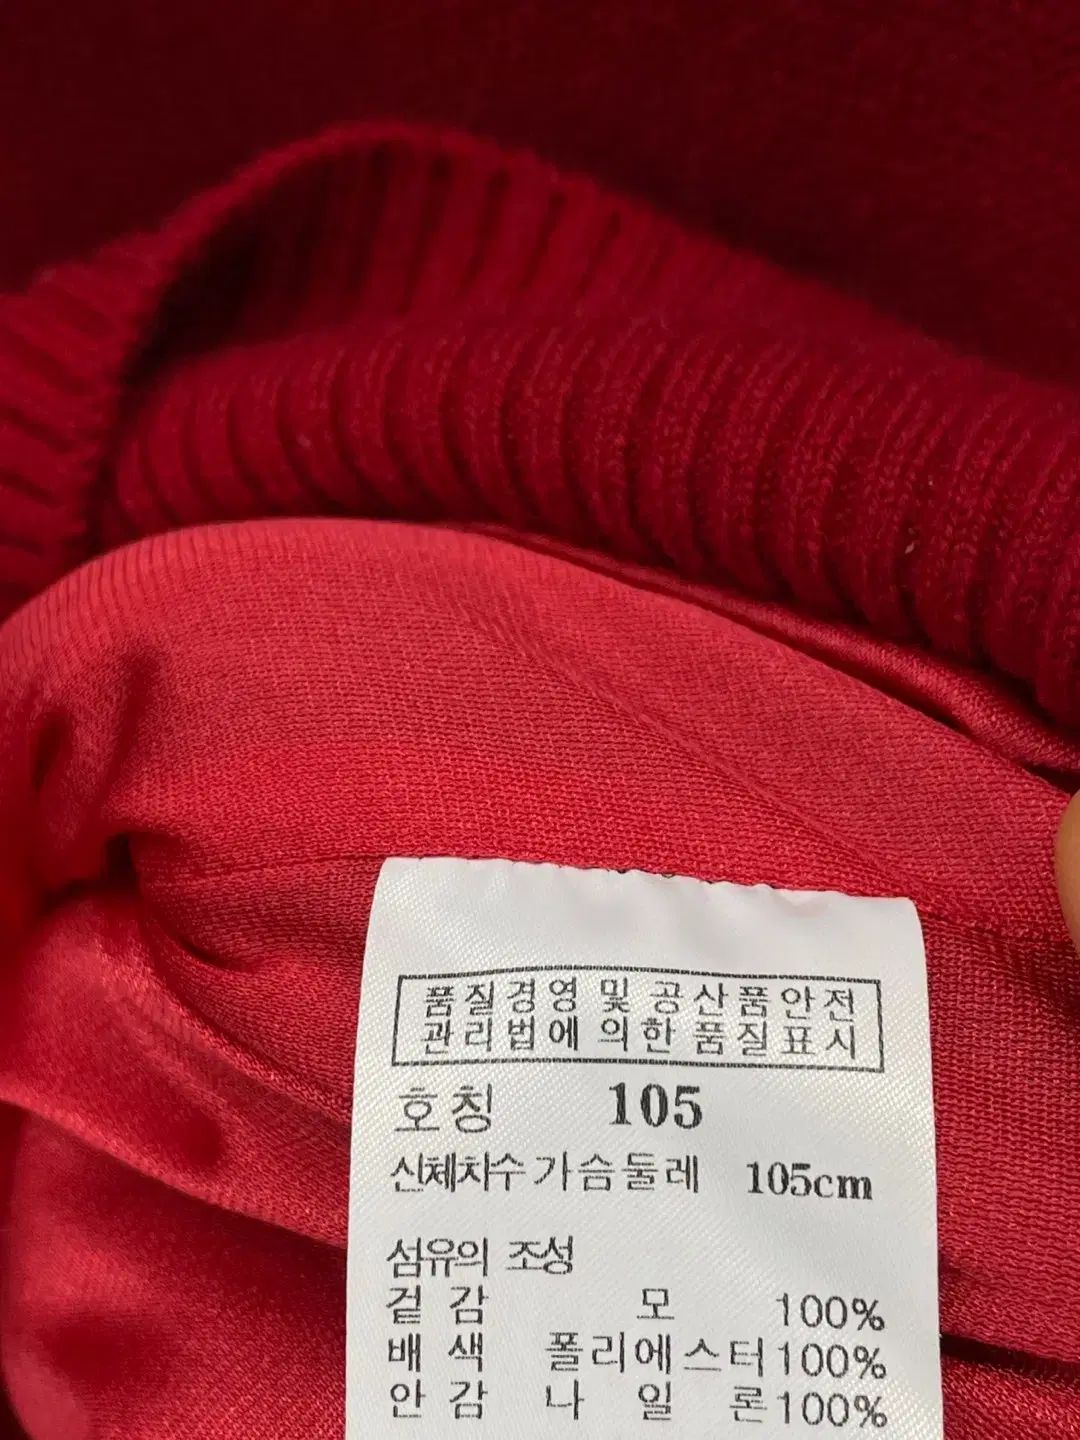 품질경영 및 공산품안전
관리법에 의한 품질표시
호칭 105
신체차수 가슴둘레 105cm
섬유의 조성
겉감 모 100%
배색 폴리에스터 100%
안감 나일론 100%